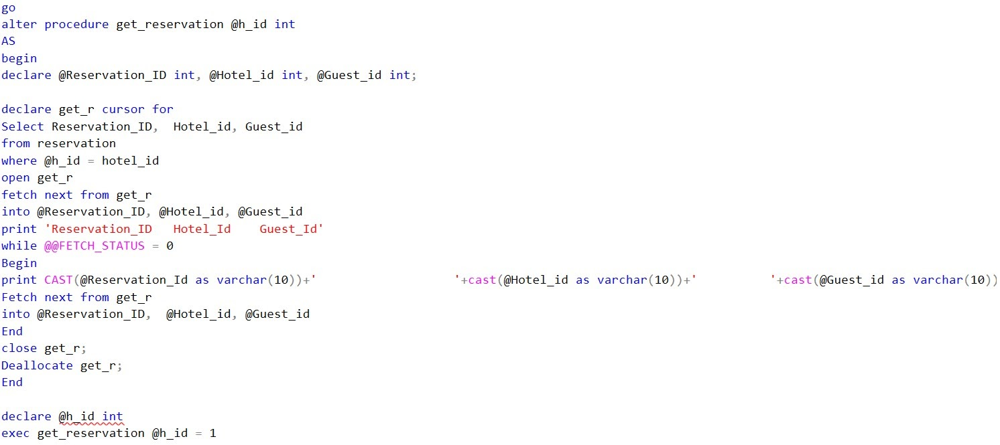 go
alter procedure get_reservation @h_id int
AS
begin
declare @Reservation_ID int, @Hotel_id int, @Guest_id int;
declare get_r cursor for
Select Reservation_ID,  Hotel_id, Guest_id
from reservation
where @h_id = hotel_id
open get_r
fetch next from get_r
into @Reservation_ID, @Hotel_id, @Guest_id
print 'Reservation_ID   Hotel_Id    Guest_Id'
while @@FETCH_STATUS = 0
Begin
print CAST(@Reservation_Id as varchar(10))+'                    '+cast(@Hotel_id as varchar(10))+'          '+cast(@Guest_id as varchar(10))
Fetch next from get_r
into @Reservation_ID,  @Hotel_id, @Guest_id
End
close get_r;
Deallocate get_r;
End
declare @h_id int
exec get_reservation @h_id = 1